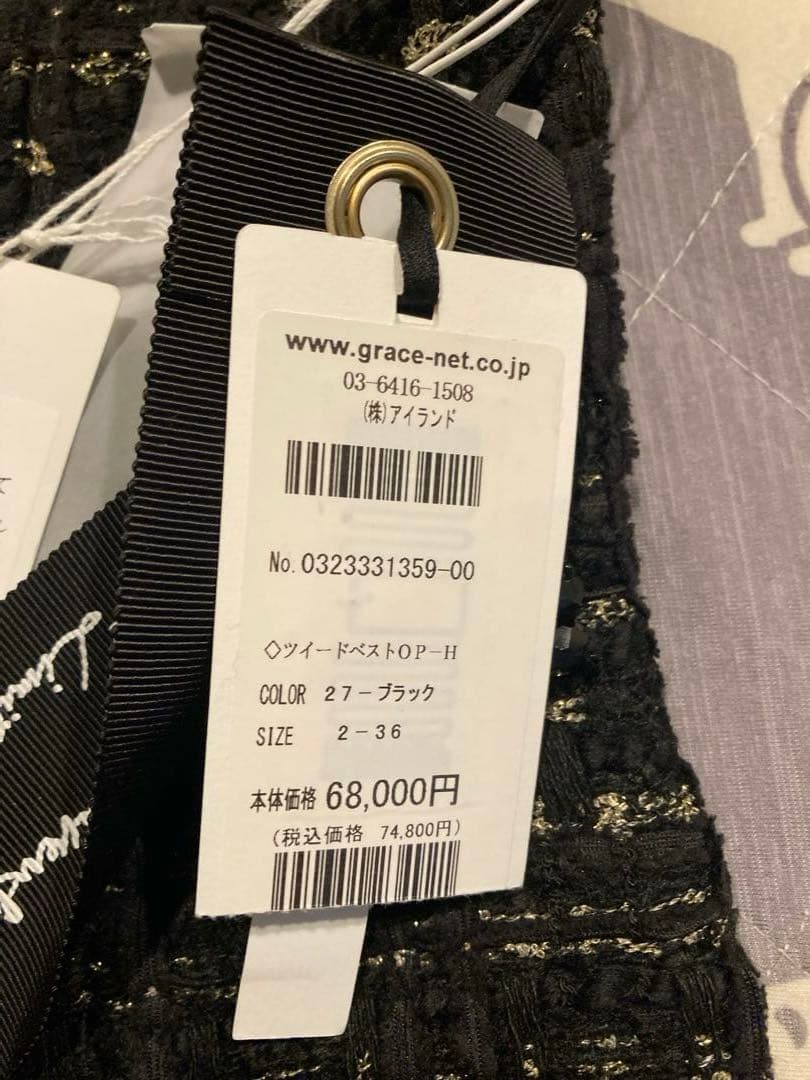 www.grace-net.co.jp
03-6416-1508
(株)アイランド
No. 0323331359-00
◇ツイードベストOP-H
COLOR 27-ブラック
SIZE 2-36
本体価格 68,000円
(税込価格 74,800円)